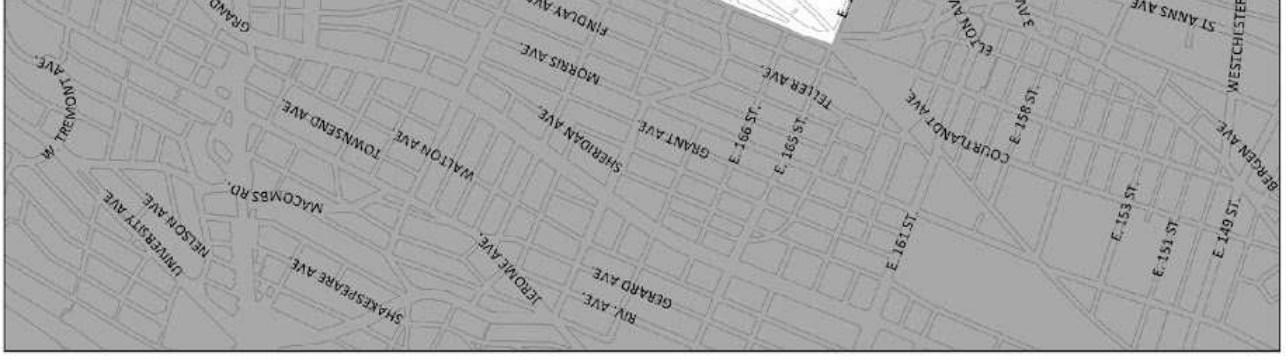 GRAND
FINDLAY AVE
3 AVE
ELTON AV
ST ANNS AVE
WESTCHESTER
W TREMONT AVE.
MORRIS AVE
TELLER AVE.
TOWNSEND AVE.
WALTON AVE
SHERIDAN AVE.
GRANT AVE
E. 166 ST.
E. 165 ST.
COURTLANDT AVE.
E. 158 ST.
BERGEN AVE.
UNIVERSITY AVE.
NELSON AVE.
MACOMBS RD.
E. 161 ST.
E. 153 ST.
E. 151 ST.
E. 149 ST.
SHAKESPEARE AVE
JEROME AVE.
GERARD AVE
RIV. AVE.